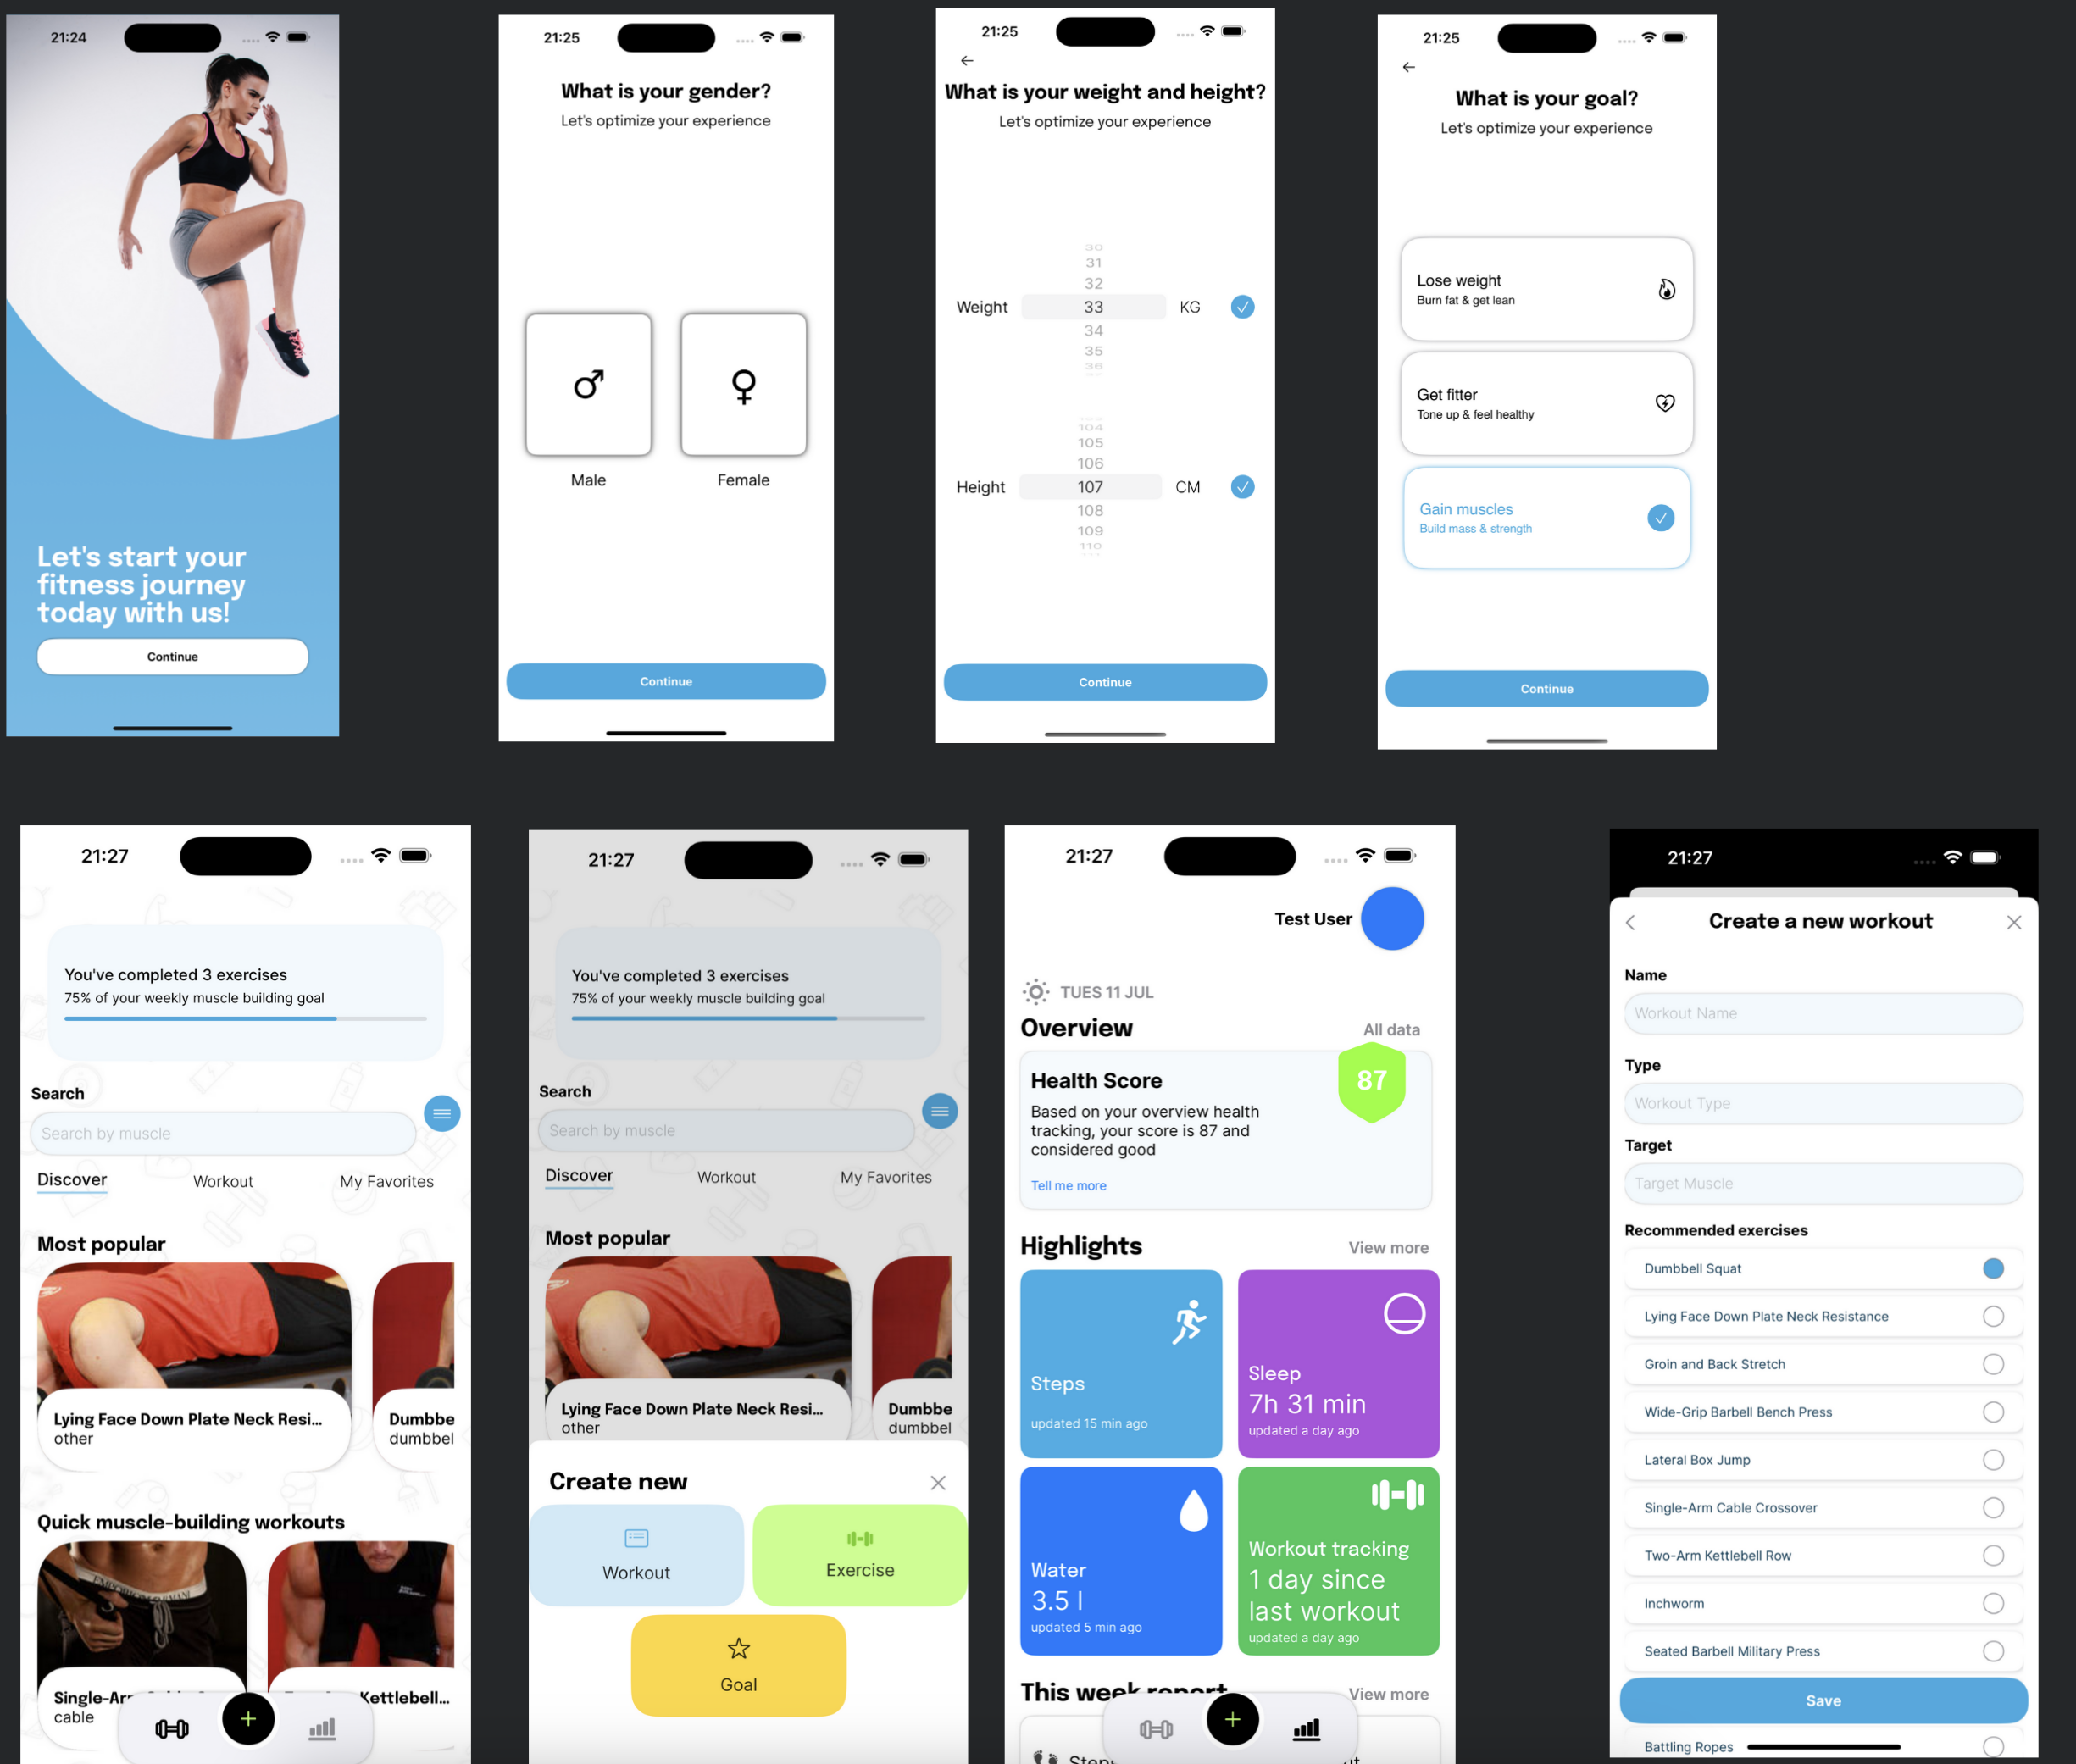 21:24
Let's start your
fitness journey
today with us!
Continue
21:25
What is your gender?
Let's optimize your experience
Male
Female
Continue
21:25
What is your weight and height?
Let's optimize your experience
30
31
32
Weight 33 KG
34
35
36
104
105
106
Height 107 CM
108
109
110
Continue
21:25
What is your goal?
Let's optimize your experience
Lose weight
Burn fat & get lean
Get fitter
Tone up & feel healthy
Gain muscles
Build mass & strength
Continue
21:27
You've completed 3 exercises
75% of your weekly muscle building goal
Search
Search by muscle
Discover Workout My Favorites
Most popular
Lying Face Down Plate Neck Resi...
other
Dumbbe
dumbbel
Quick muscle-building workouts
Single-Ar
cable
Kettlebell...
21:27
You've completed 3 exercises
75% of your weekly muscle building goal
Search
Search by muscle
Discover Workout My Favorites
Most popular
Lying Face Down Plate Neck Resi...
other
Dumbbe
dumbbel
Create new
Workout
Exercise
Goal
21:27
Test User
TUES 11 JUL
Overview All data
Health Score
87
Based on your overview health
tracking, your score is 87 and
considered good
Tell me more
Highlights View more
Steps
updated 15 min ago
Sleep
7h 31 min
updated a day ago
Water
3.5 l
updated 5 min ago
Workout tracking
1 day since
last workout
updated a day ago
This week report View more
Step
21:27
Create a new workout
Name
Workout Name
Type
Workout Type
Target
Target Muscle
Recommended exercises
Dumbbell Squat
Lying Face Down Plate Neck Resistance
Groin and Back Stretch
Wide-Grip Barbell Bench Press
Lateral Box Jump
Single-Arm Cable Crossover
Two-Arm Kettlebell Row
Inchworm
Seated Barbell Military Press
Save
Battling Ropes